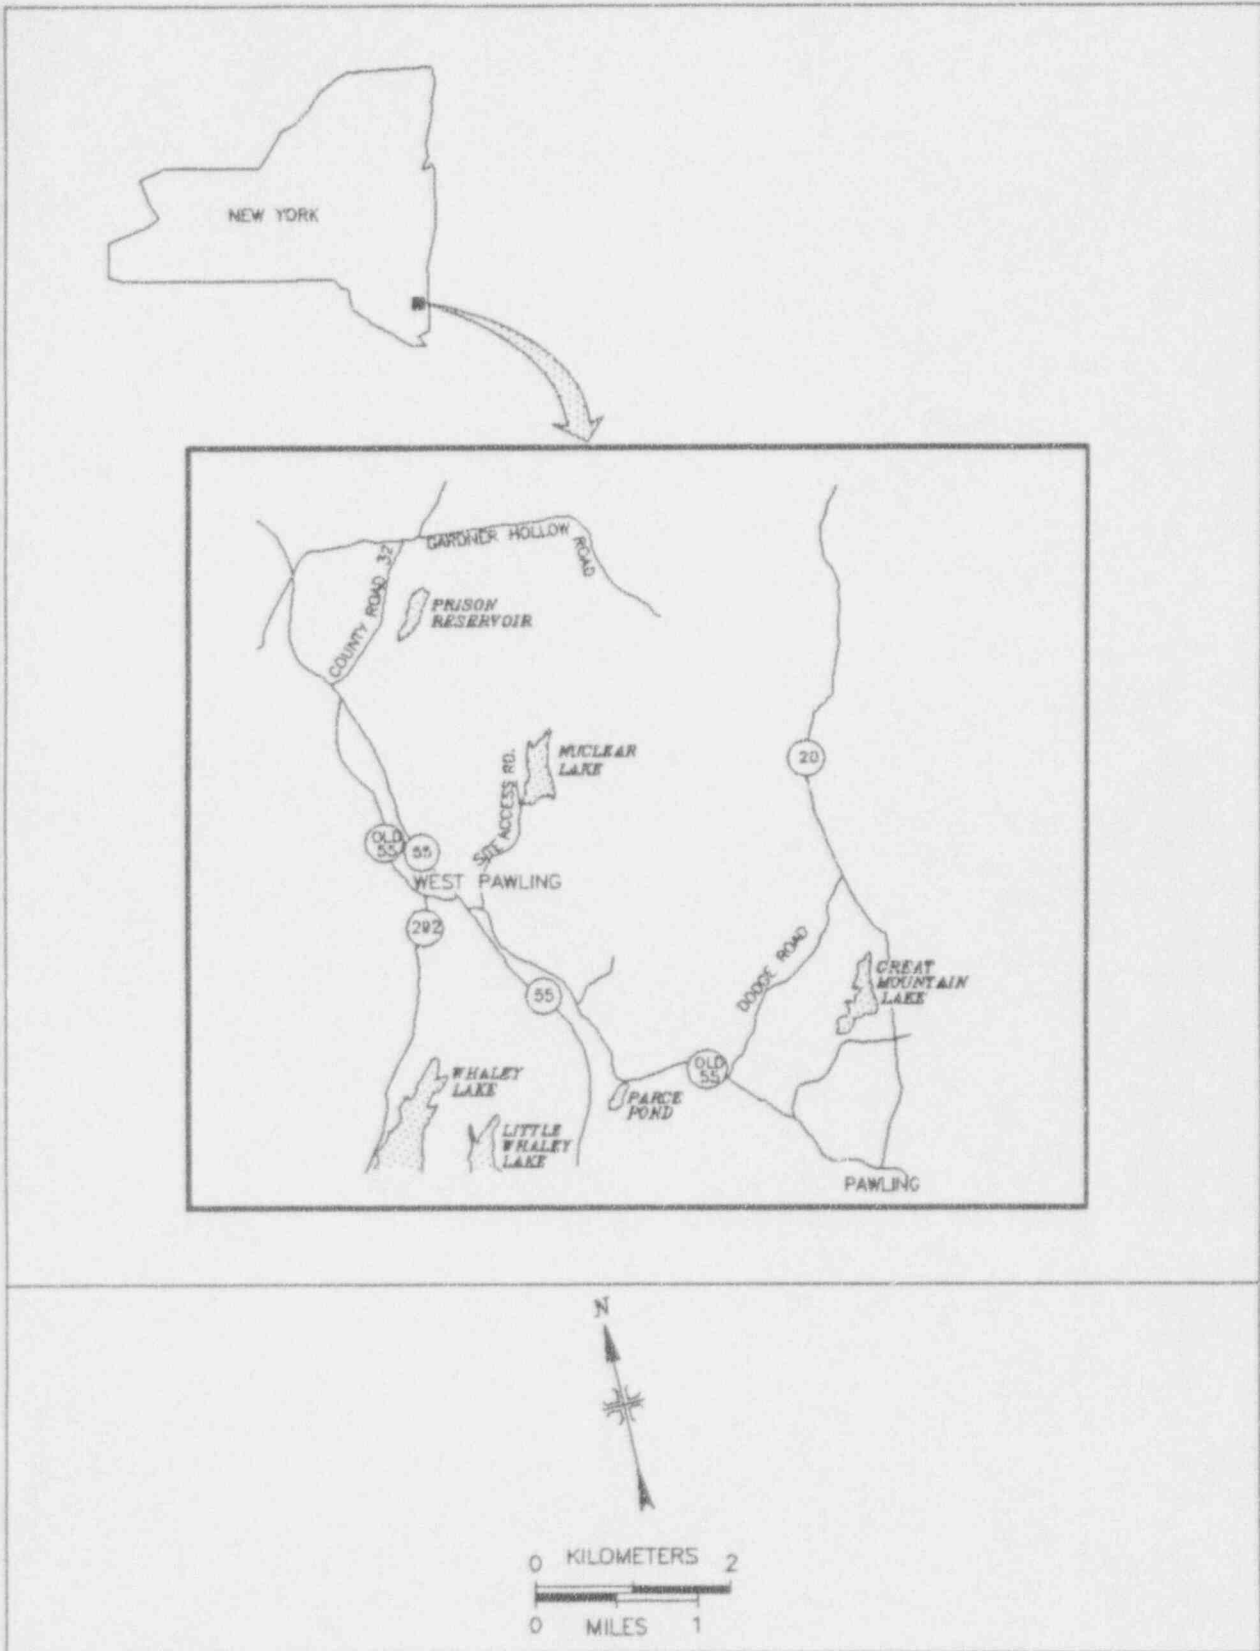 NEW YORK
GARDNER HOLLOW
ROAD
COUNTY ROAD 32
PRISON
RESERVOIR
NUCLEAR
LAKE
SITE ACCESS RD.
20
OLD
55
55
WEST PAWLING
292
DODGE ROAD
GREAT
MOUNTAIN
LAKE
55
OLD
55
WHALEY
LAKE
PARCE
POND
LITTLE
WHALEY
LAKE
PAWLING
N
0 KILOMETERS 2
0 MILES 1